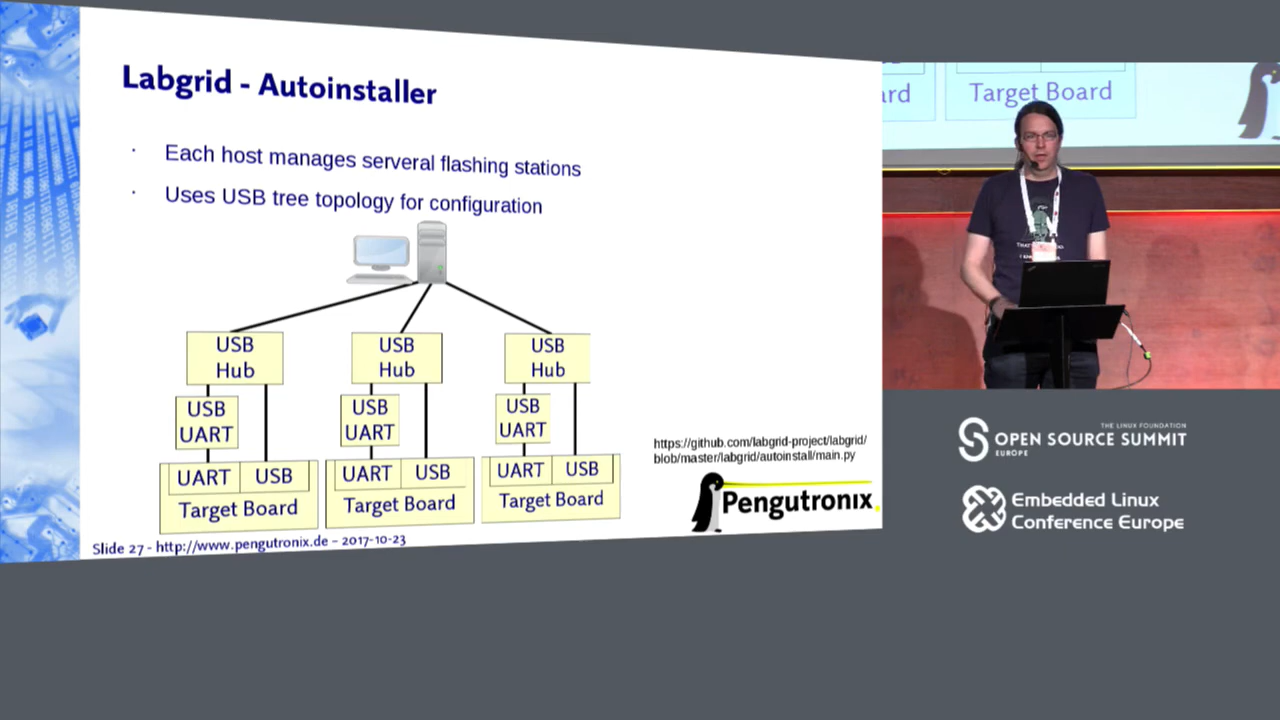 Labgrid - Autoinstaller
· Each host manages serveral flashing stations
· Uses USB tree topology for configuration
USB
Hub
USB
Hub
USB
Hub
USB
UART
USB
UART
USB
UART
UART USB
Target Board
UART USB
Target Board
UART USB
Target Board
https://github.com/labgrid-project/labgrid/
blob/master/labgrid/autoinstall/main.py
Pengutronix
Slide 27 - http://www.pengutronix.de – 2017-10-23
ard
Target Board
THE LINUX FOUNDATION
OPEN SOURCE SUMMIT
EUROPE
Embedded Linux
Conference Europe